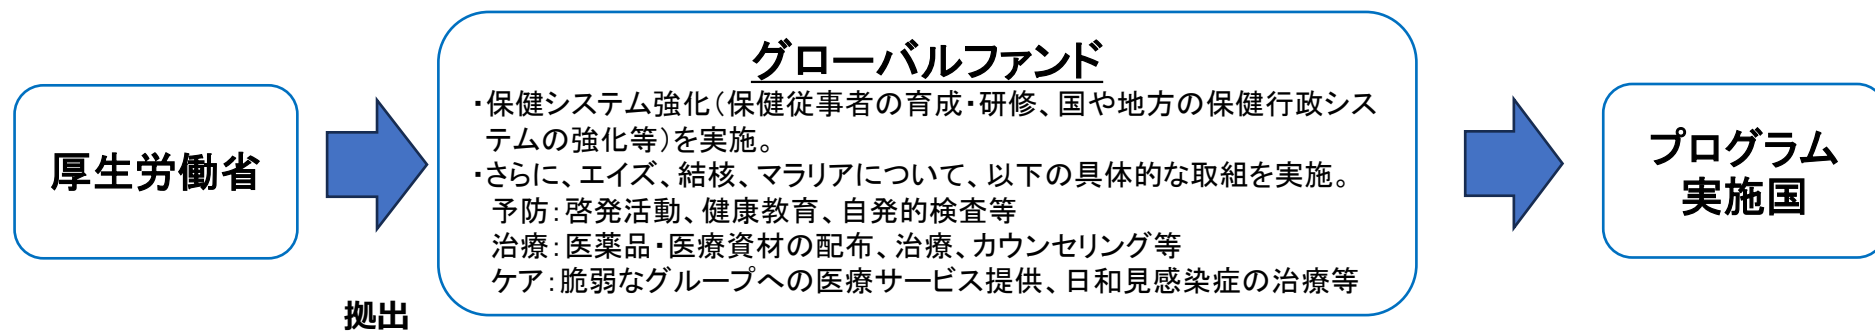 厚生労働省
拠出
グローバルファンド
・保健システム強化（保健従事者の育成・研修、国や地方の保健行政シス
テムの強化等）を実施。
・さらに、エイズ、結核、マラリアについて、以下の具体的な取組を実施。
予防：啓発活動、健康教育、自発的検査等
治療：医薬品・医療資材の配布、治療、カウンセリング等
ケア：脆弱なグループへの医療サービス提供、日和見感染症の治療等
プログラム
実施国